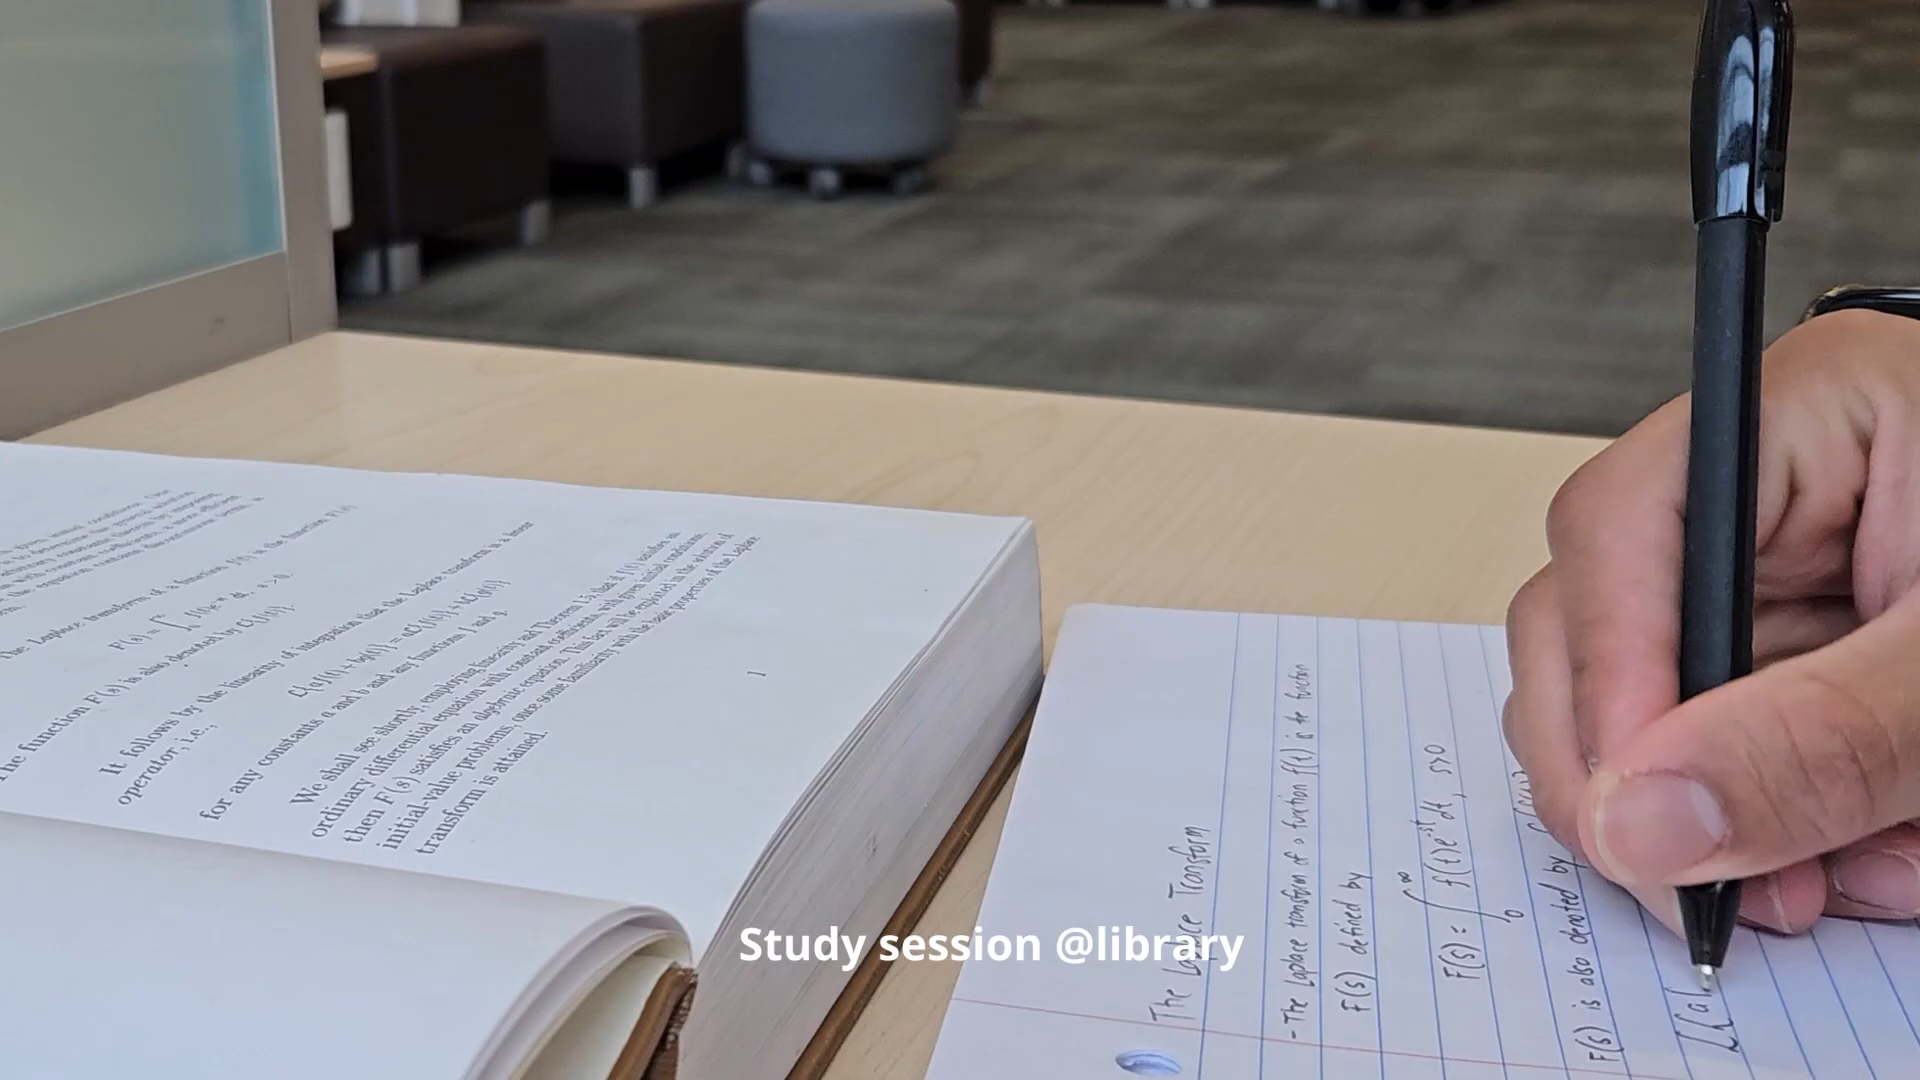 The Laplace transform of a function f(t) is the function F(s)
F(s) = ∫ f(t)e^-st dt, s > 0
The function F(s) is also denoted by ℒ{f(t)}.
It follows by the linearity of integration that the Laplace transform is a linear
operator; i.e.,
ℒ{af(t) + bg(t)} = aℒ{f(t)} + bℒ{g(t)}
for any constants a and b and any functions f and g.
We shall see shortly, employing linearity and Theorem 1.5 that if f(t) satisfies an
ordinary differential equation with constant coefficients with given initial conditions,
then F(s) satisfies an algebraic equation. This fact will be exploited in the solution of
initial-value problems, once some familiarity with the basic properties of the Laplace
transform is attained.
1
The Laplace Transform
- The Laplace transform of a function f(t) is the function
F(s) defined by
F(s) = ∫₀^∞ f(t)e^-st dt, s>0
F(s) is also denoted by
ℒ{a
Study session @library